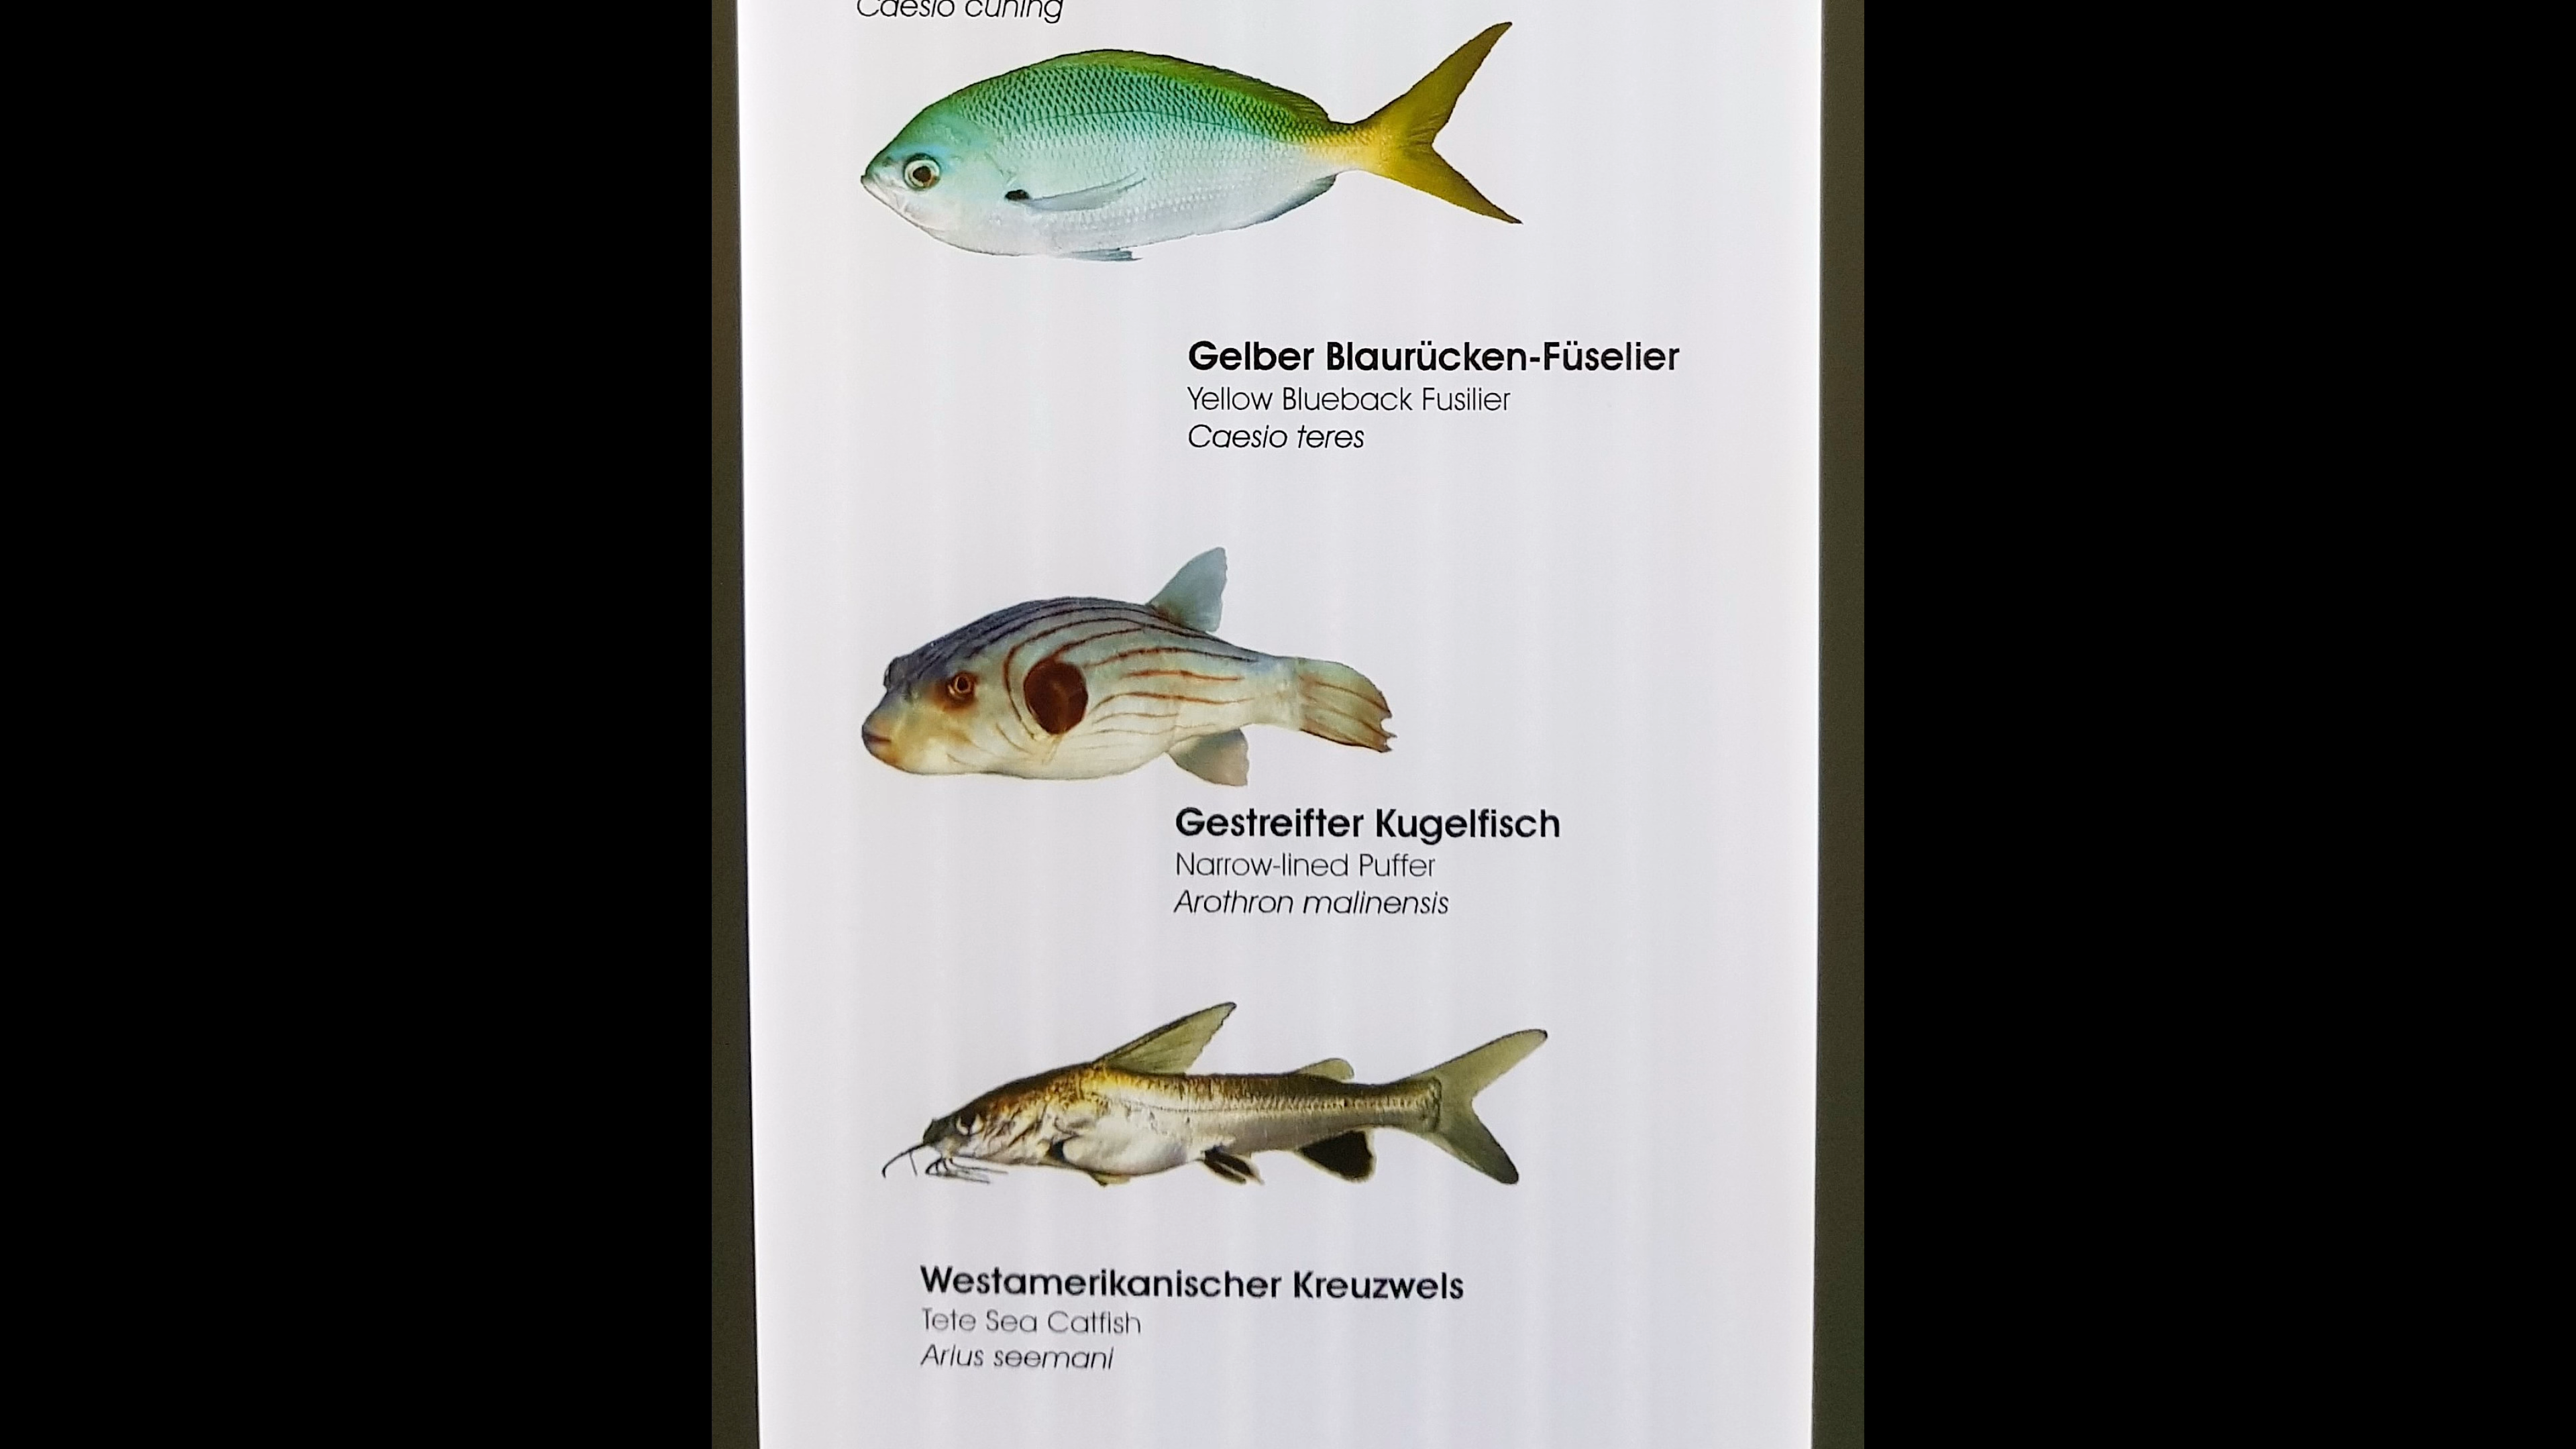 Caesio cuning
Gelber Blaurücken-Füselier
Yellow Blueback Fusilier
Caesio teres
Gestreifter Kugelfisch
Narrow-lined Puffer
Arothron malinensis
Westamerikanischer Kreuzwels
Tete Sea Catfish
Arius seemani